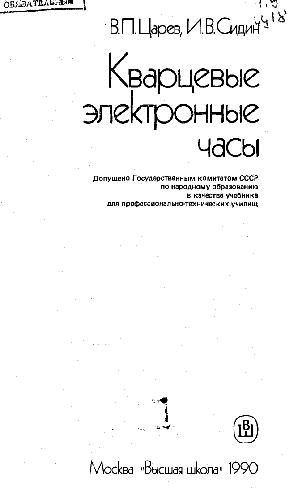 ОБЯЗАТЕЛЬНЫЙ
В.П.Царев, И.В.Сидин
Кварцевые
электронные
часы
Допущено Государственным комитетом СССР
по народному образованию
в качестве учебника
для профессионально-технических училищ
Москва "Высшая школа" 1990